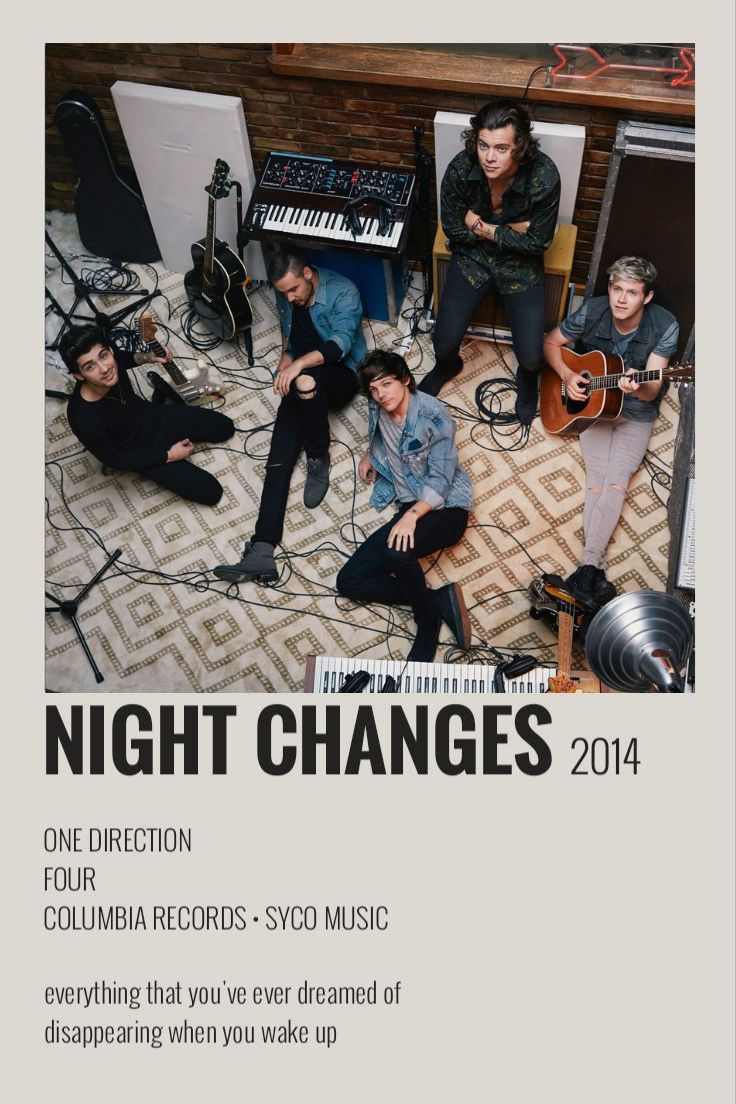 NIGHT CHANGES 2014
ONE DIRECTION
FOUR
COLUMBIA RECORDS • SYCO MUSIC
everything that you've ever dreamed of
disappearing when you wake up